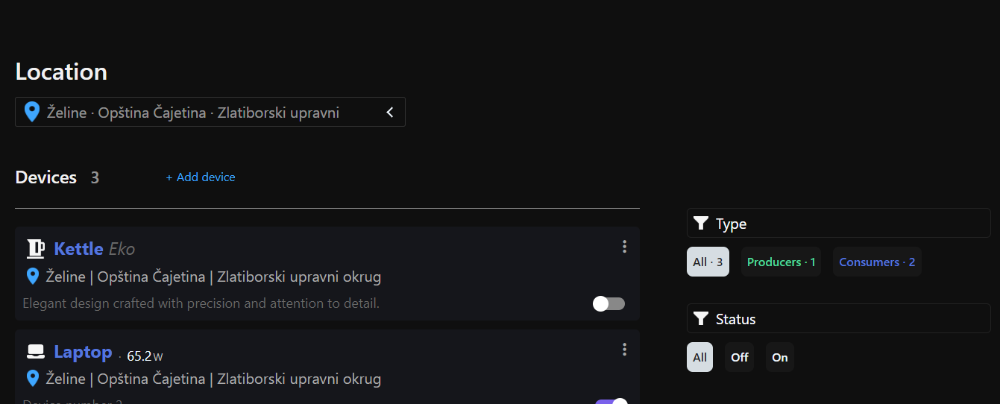 Location
Želine · Opština Čajetina · Zlatiborski upravni
Devices 3
+ Add device
Kettle Eko
Želine | Opština Čajetina | Zlatiborski upravni okrug
Elegant design crafted with precision and attention to detail.
Laptop · 65.2W
Želine | Opština Čajetina | Zlatiborski upravni okrug
Device number 2
Type
All · 3
Producers · 1
Consumers · 2
Status
All
Off
On